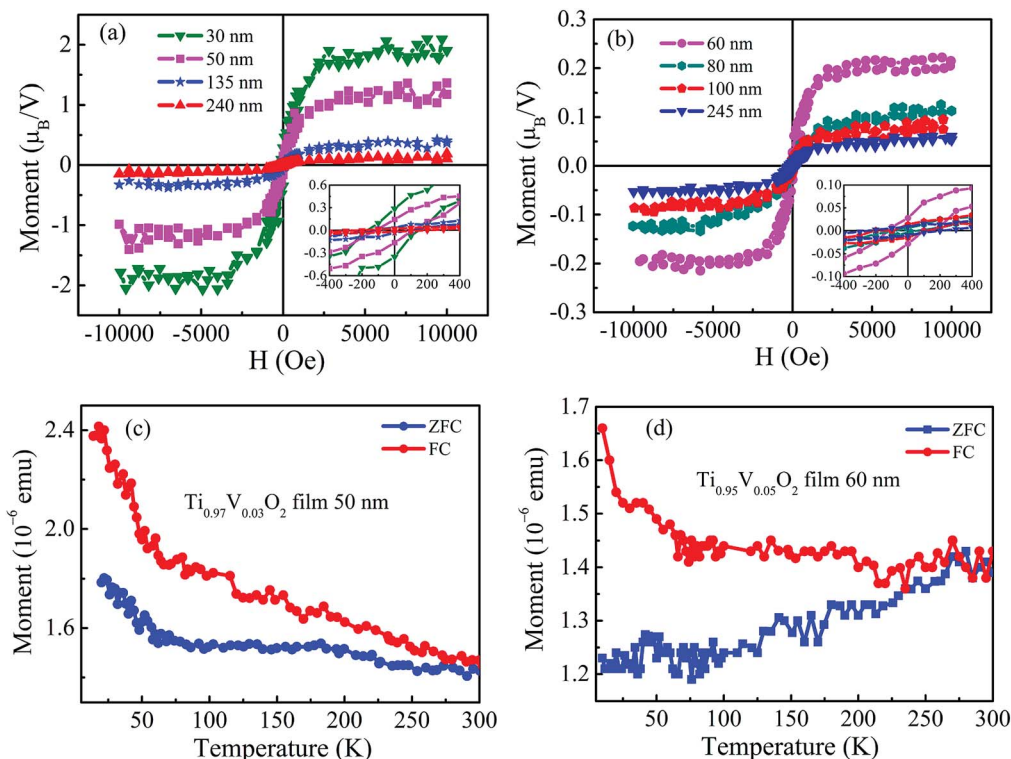 (a)
30 nm
50 nm
135 nm
240 nm
Moment (μB/V)
2
1
0
-1
-2
0.6
0.3
0.0
-0.3
-0.6
-400 -200 0 200 400
-10000 -5000 0 5000 10000
H (Oe)
(b)
60 nm
80 nm
100 nm
245 nm
Moment (μB/V)
0.3
0.2
0.1
0.0
-0.1
-0.2
-0.3
0.10
0.05
0.00
-0.05
-0.10
-400 -200 0 200 400
-10000 -5000 0 5000 10000
H (Oe)
(c)
ZFC
FC
Ti0.97V0.03O2 film 50 nm
Moment (10⁻⁶ emu)
2.4
2.0
1.6
50 100 150 200 250 300
Temperature (K)
(d)
ZFC
FC
Ti0.95V0.05O2 film 60 nm
Moment (10⁻⁶ emu)
1.7
1.6
1.5
1.4
1.3
1.2
50 100 150 200 250 300
Temperature (K)